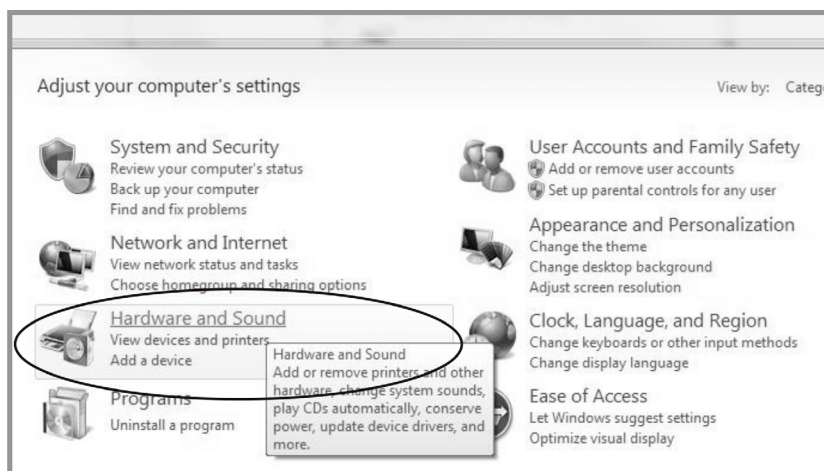 Adjust your computer's settings
View by: Categ
System and Security
Review your computer's status
Back up your computer
Find and fix problems
Network and Internet
View network status and tasks
Choose homegroup and sharing options
Hardware and Sound
View devices and printers
Add a device
Hardware and Sound
Add or remove printers and other
hardware, change system sounds,
play CDs automatically, conserve
power, update device drivers, and
more.
Programs
Uninstall a program
User Accounts and Family Safety
Add or remove user accounts
Set up parental controls for any user
Appearance and Personalization
Change the theme
Change desktop background
Adjust screen resolution
Clock, Language, and Region
Change keyboards or other input methods
Change display language
Ease of Access
Let Windows suggest settings
Optimize visual display